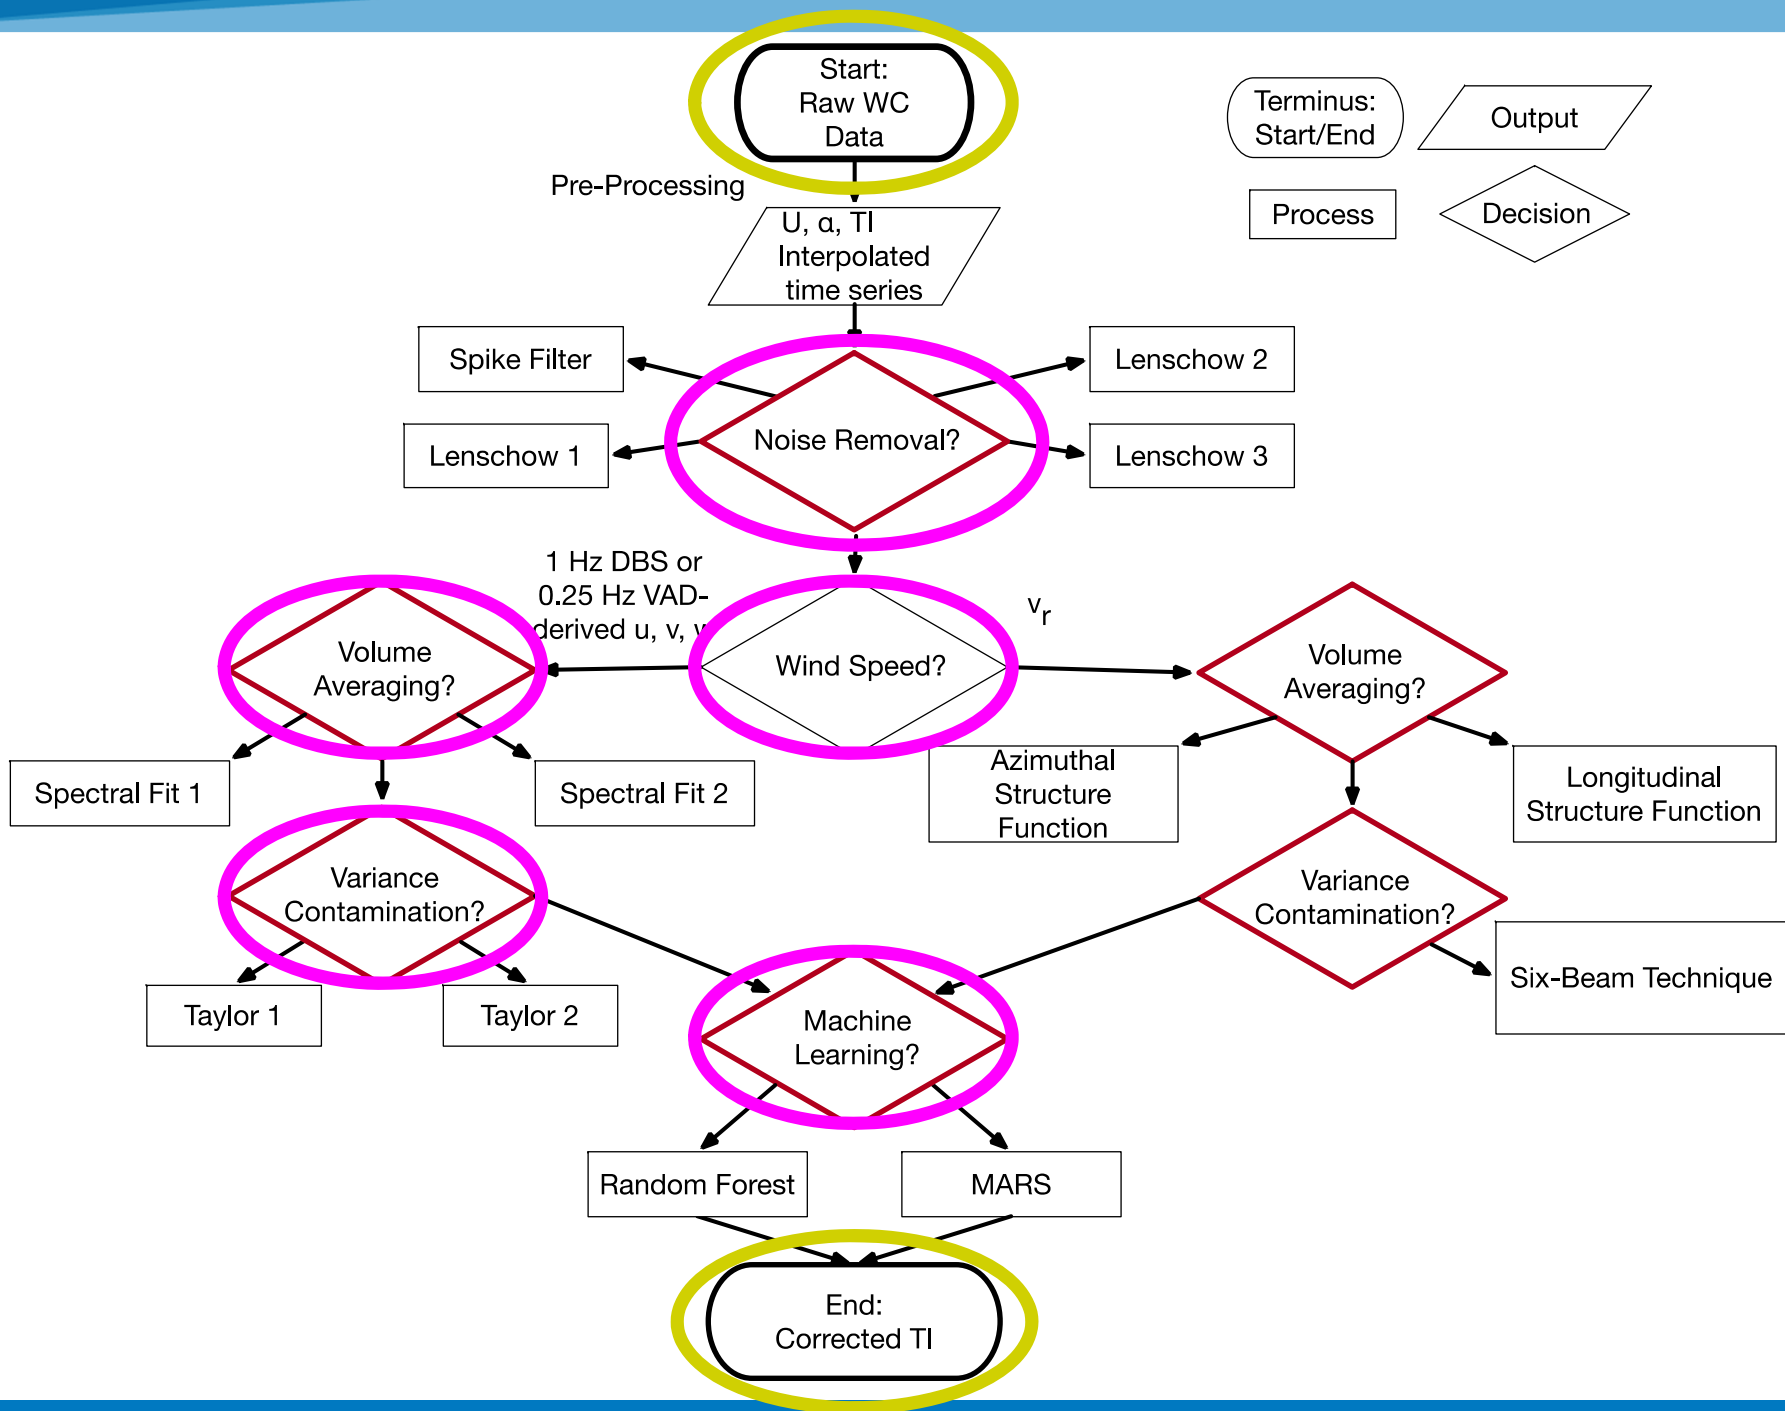 Start:
Raw WC
Data
Terminus:
Start/End
Output
Pre-Processing
Process
Decision
U, α, TI
Interpolated
time series
Spike Filter
Lenschow 2
Noise Removal?
Lenschow 1
Lenschow 3
1 Hz DBS or
0.25 Hz VAD-
derived u, v,
vr
Volume
Averaging?
Wind Speed?
Volume
Averaging?
Spectral Fit 1
Spectral Fit 2
Azimuthal
Structure
Function
Longitudinal
Structure Function
Variance
Contamination?
Variance
Contamination?
Six-Beam Technique
Taylor 1
Taylor 2
Machine
Learning?
Random Forest
MARS
End:
Corrected TI